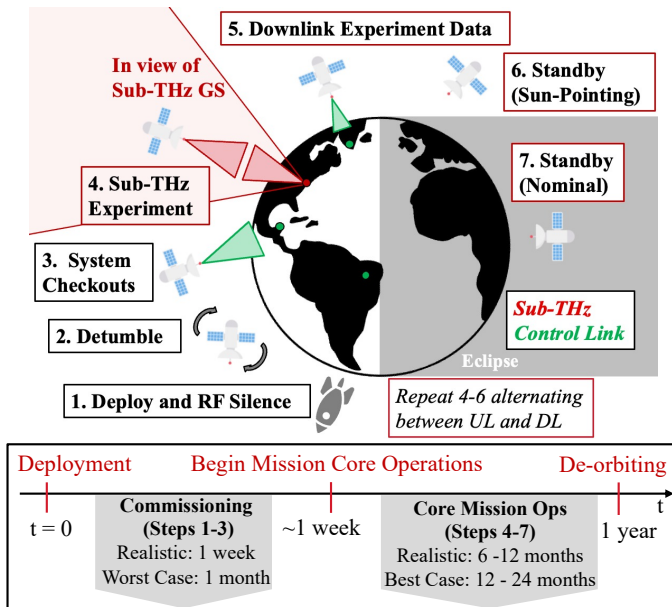 5. Downlink Experiment Data
In view of
Sub-THz GS
6. Standby
(Sun-Pointing)
4. Sub-THz
Experiment
7. Standby
(Nominal)
3. System
Checkouts
2. Detumble
Sub-THz
Control Link
Eclipse
1. Deploy and RF Silence
Repeat 4-6 alternating
between UL and DL
Deployment
Begin Mission Core Operations
De-orbiting
t
t = 0
Commissioning
(Steps 1-3)
Realistic: 1 week
Worst Case: 1 month
~1 week
Core Mission Ops
(Steps 4-7)
Realistic: 6 -12 months
Best Case: 12 - 24 months
1 year